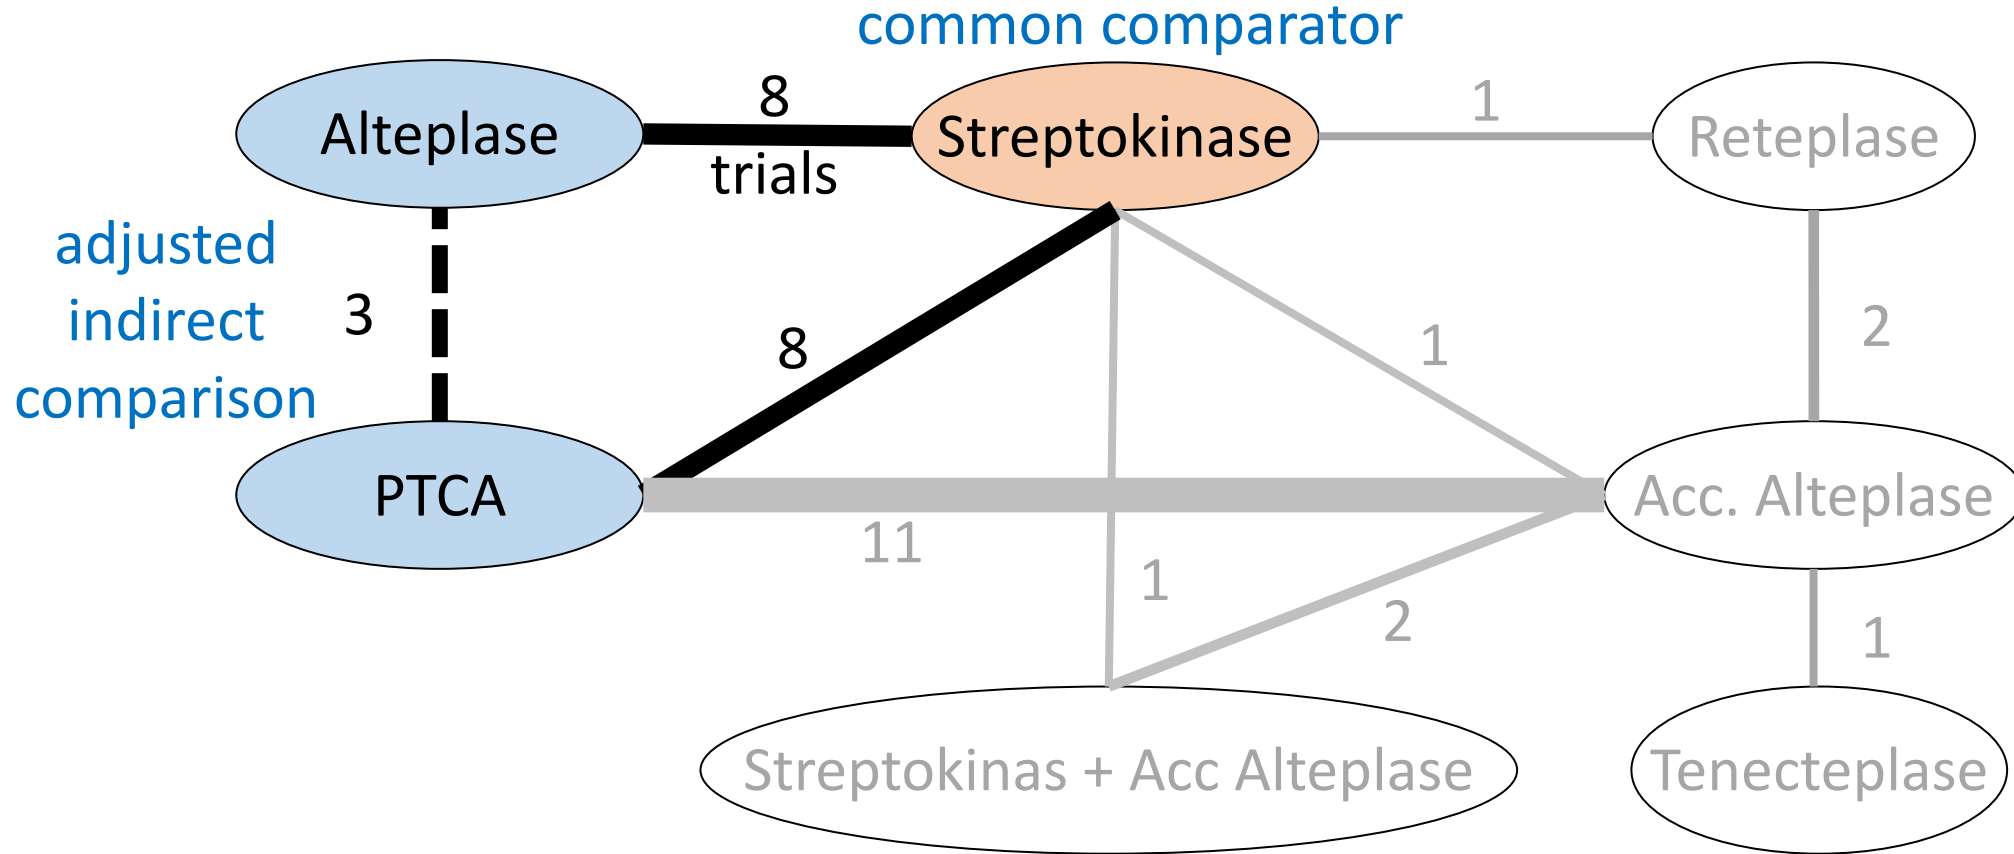 common comparator
8
Alteplase
trials
Streptokinase
1
Reteplase
adjusted
indirect
comparison
3
8
1
2
PTCA
11
Acc. Alteplase
1
2
1
Streptokinas + Acc Alteplase
Tenecteplase